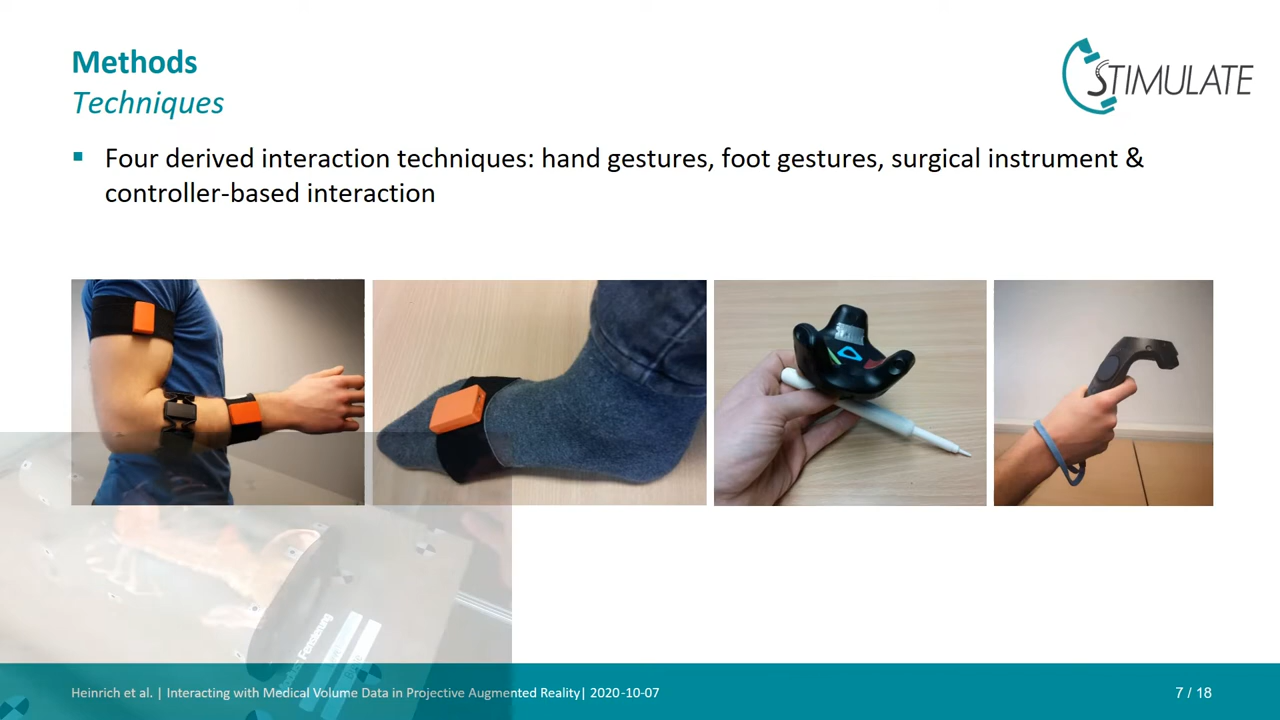 Methods
Techniques
STIMULATE
Four derived interaction techniques: hand gestures, foot gestures, surgical instrument &
controller-based interaction
Heinrich et al. | Interacting with Medical Volume Data in Projective Augmented Reality| 2020-10-07
7 / 18